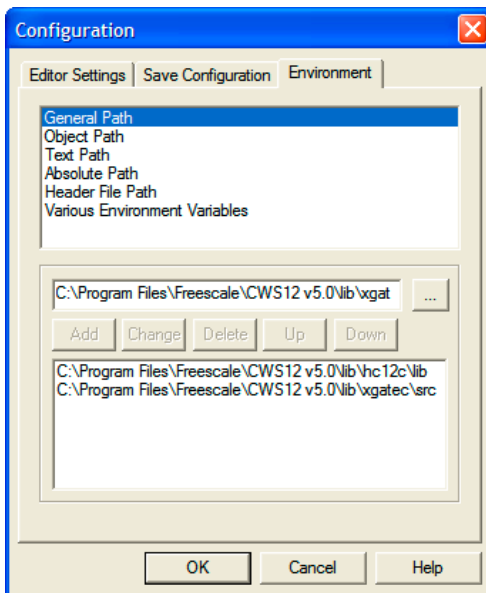 Configuration
Editor Settings Save Configuration Environment
General Path
Object Path
Text Path
Absolute Path
Header File Path
Various Environment Variables
C:\Program Files\Freescale\CWS12 v5.0\lib\xgat ...
Add Change Delete Up Down
C:\Program Files\Freescale\CWS12 v5.0\lib\hc12c\lib
C:\Program Files\Freescale\CWS12 v5.0\lib\xgatec\src
OK Cancel Help